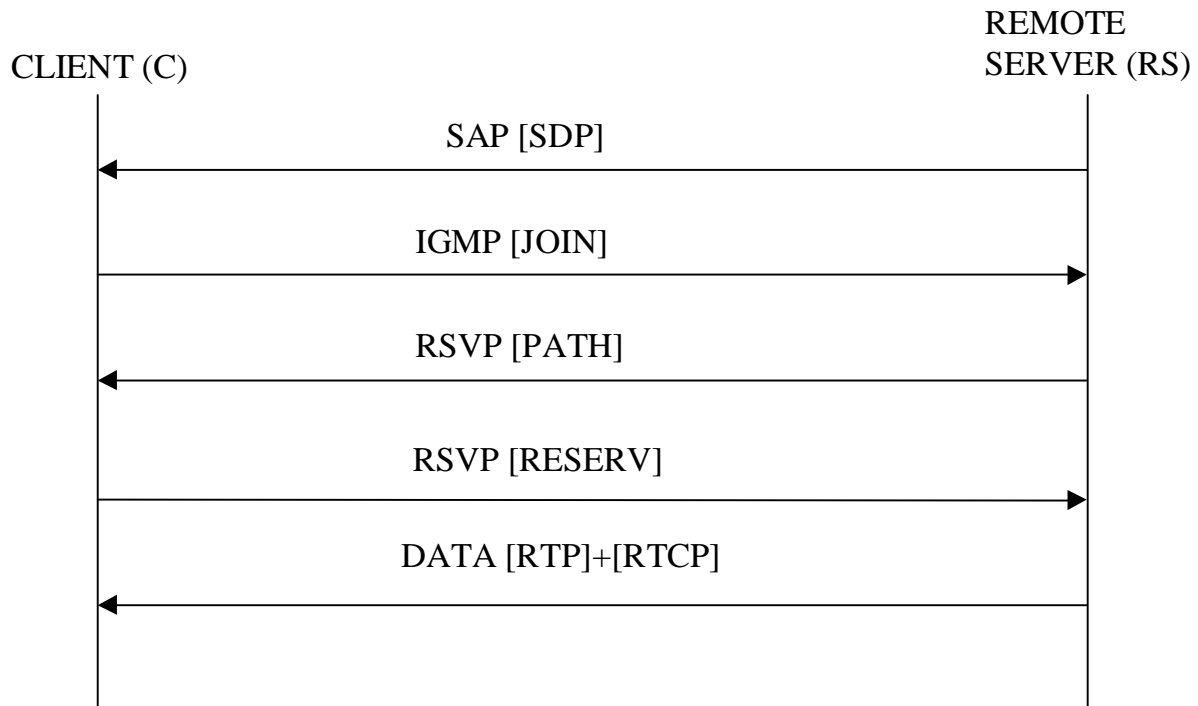 CLIENT (C)
REMOTE
SERVER (RS)
SAP [SDP]
IGMP [JOIN]
RSVP [PATH]
RSVP [RESERV]
DATA [RTP]+[RTCP]